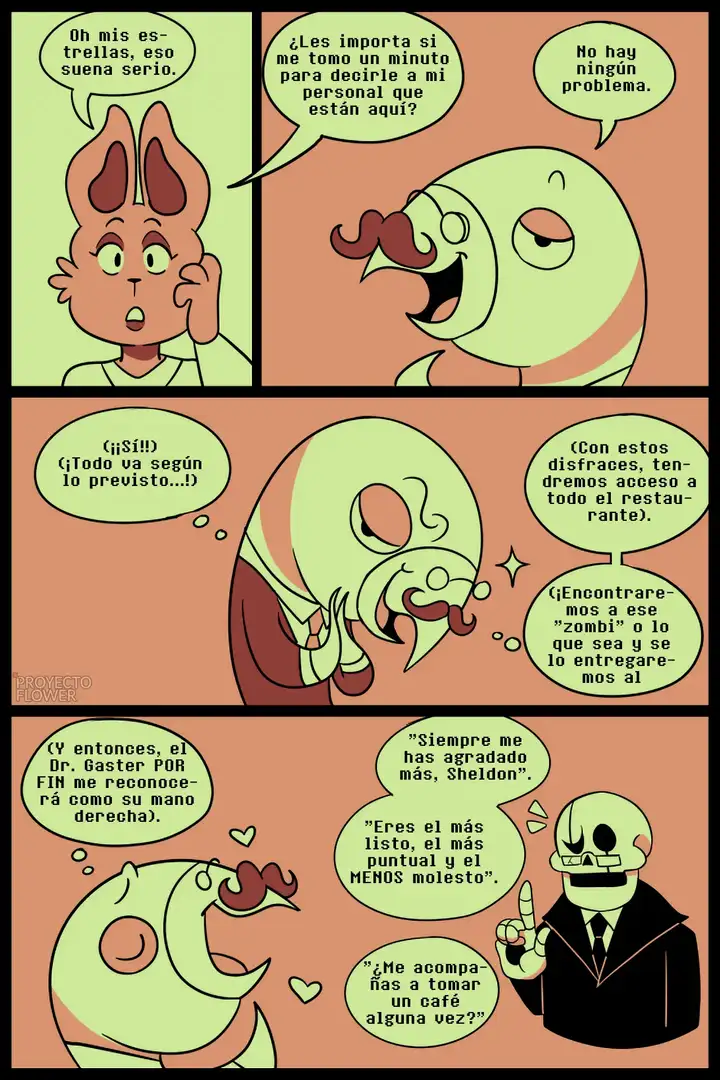 Oh mis es-
trellas, eso
suena serio.
¿Les importa si
me tomo un minuto
para decirle a mi
personal que
están aquí?
No hay
ningún
problema.
(¡¡Sí!!)
(¡Todo va según
lo previsto...!)
(Con estos
disfraces, ten-
dremos acceso a
todo el restau-
rante).
(¡Encontrare-
mos a ese
"zombi" o lo
que sea y se
lo entregare-
mos al
PROYECTO
FLOWER
(Y entonces, el
Dr. Gaster POR
FIN me reconoce-
rá como su mano
derecha).
"Siempre me
has agradado
más, Sheldon".
"Eres el más
listo, el más
puntual y el
MENOS molesto".
"¿Me acompa-
ñas a tomar
un café
alguna vez?"